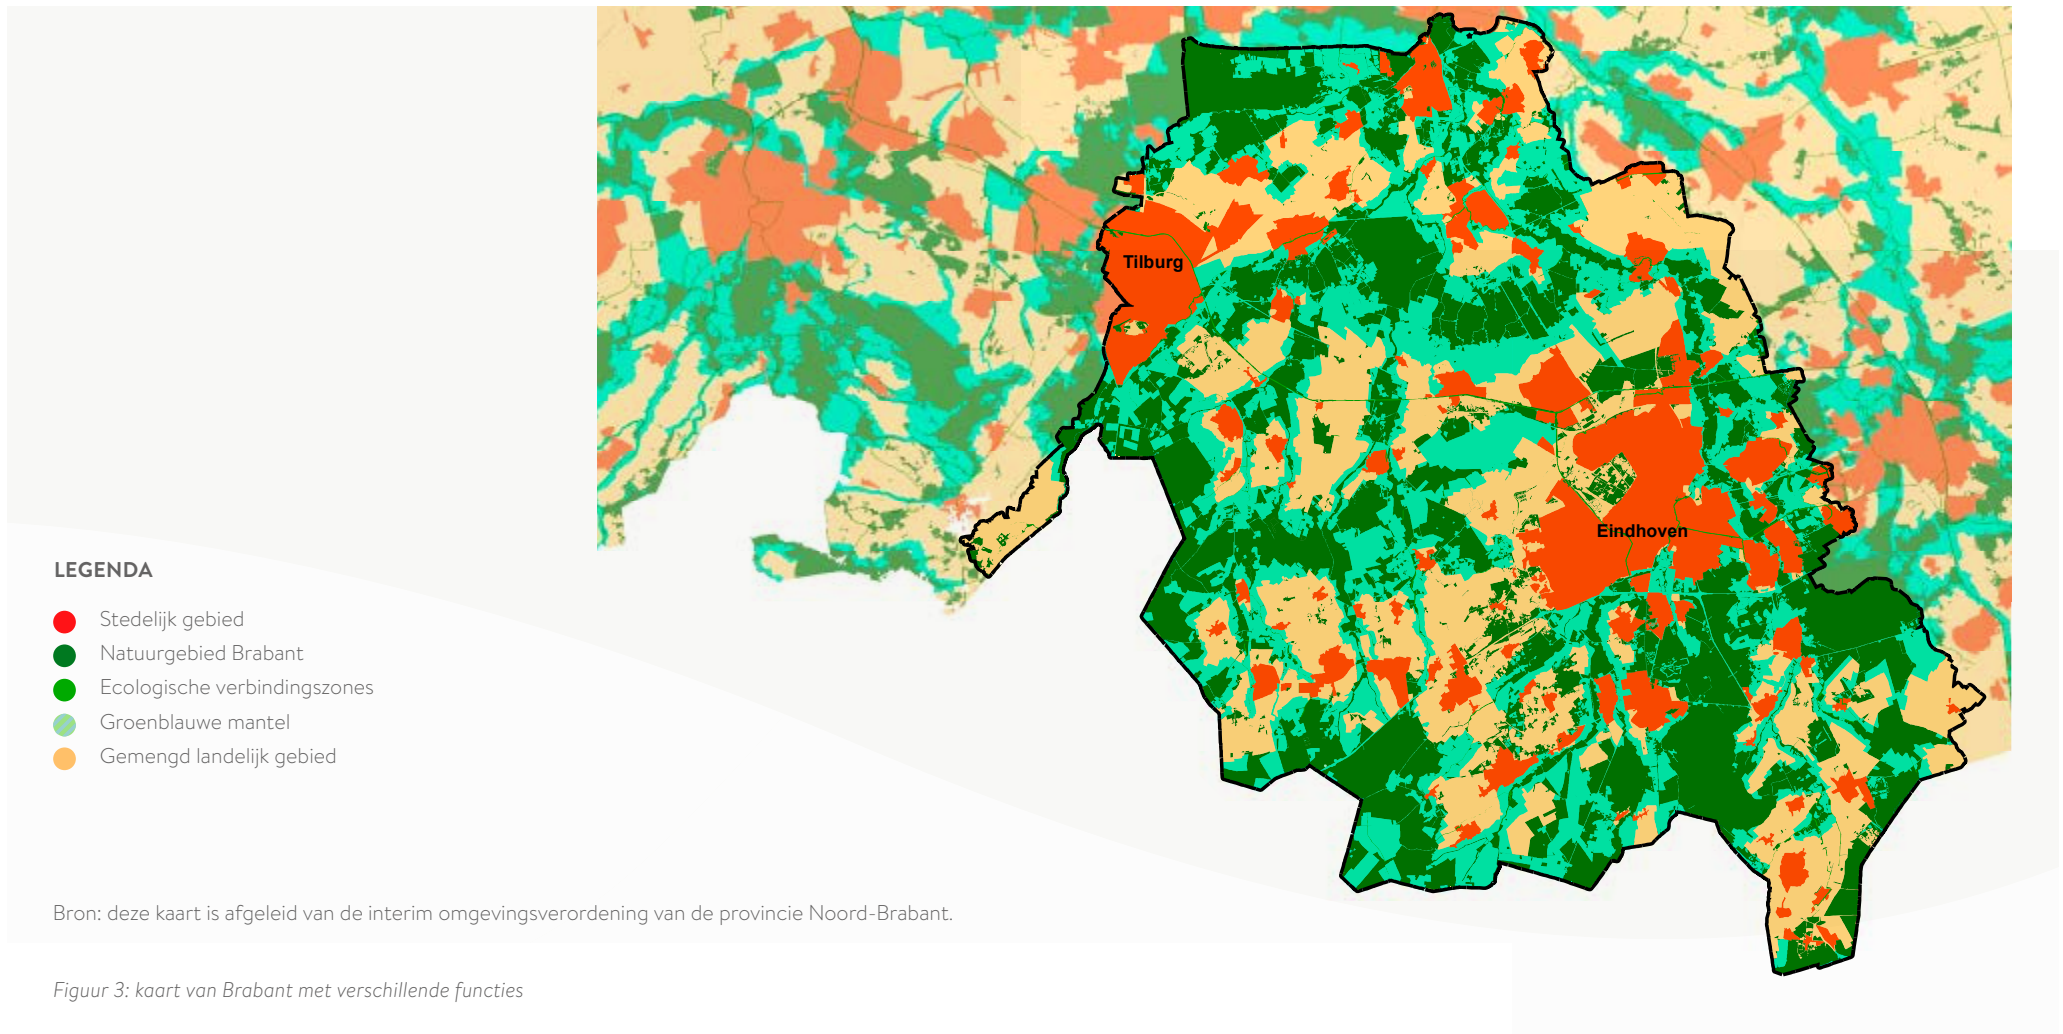 Tilburg
Eindhoven
LEGENDA
Stedelijk gebied
Natuurgebied Brabant
Ecologische verbindingszones
Groenblauwe mantel
Gemengd landelijk gebied
Bron: deze kaart is afgeleid van de interim omgevingsverordening van de provincie Noord-Brabant.
Figuur 3: kaart van Brabant met verschillende functies